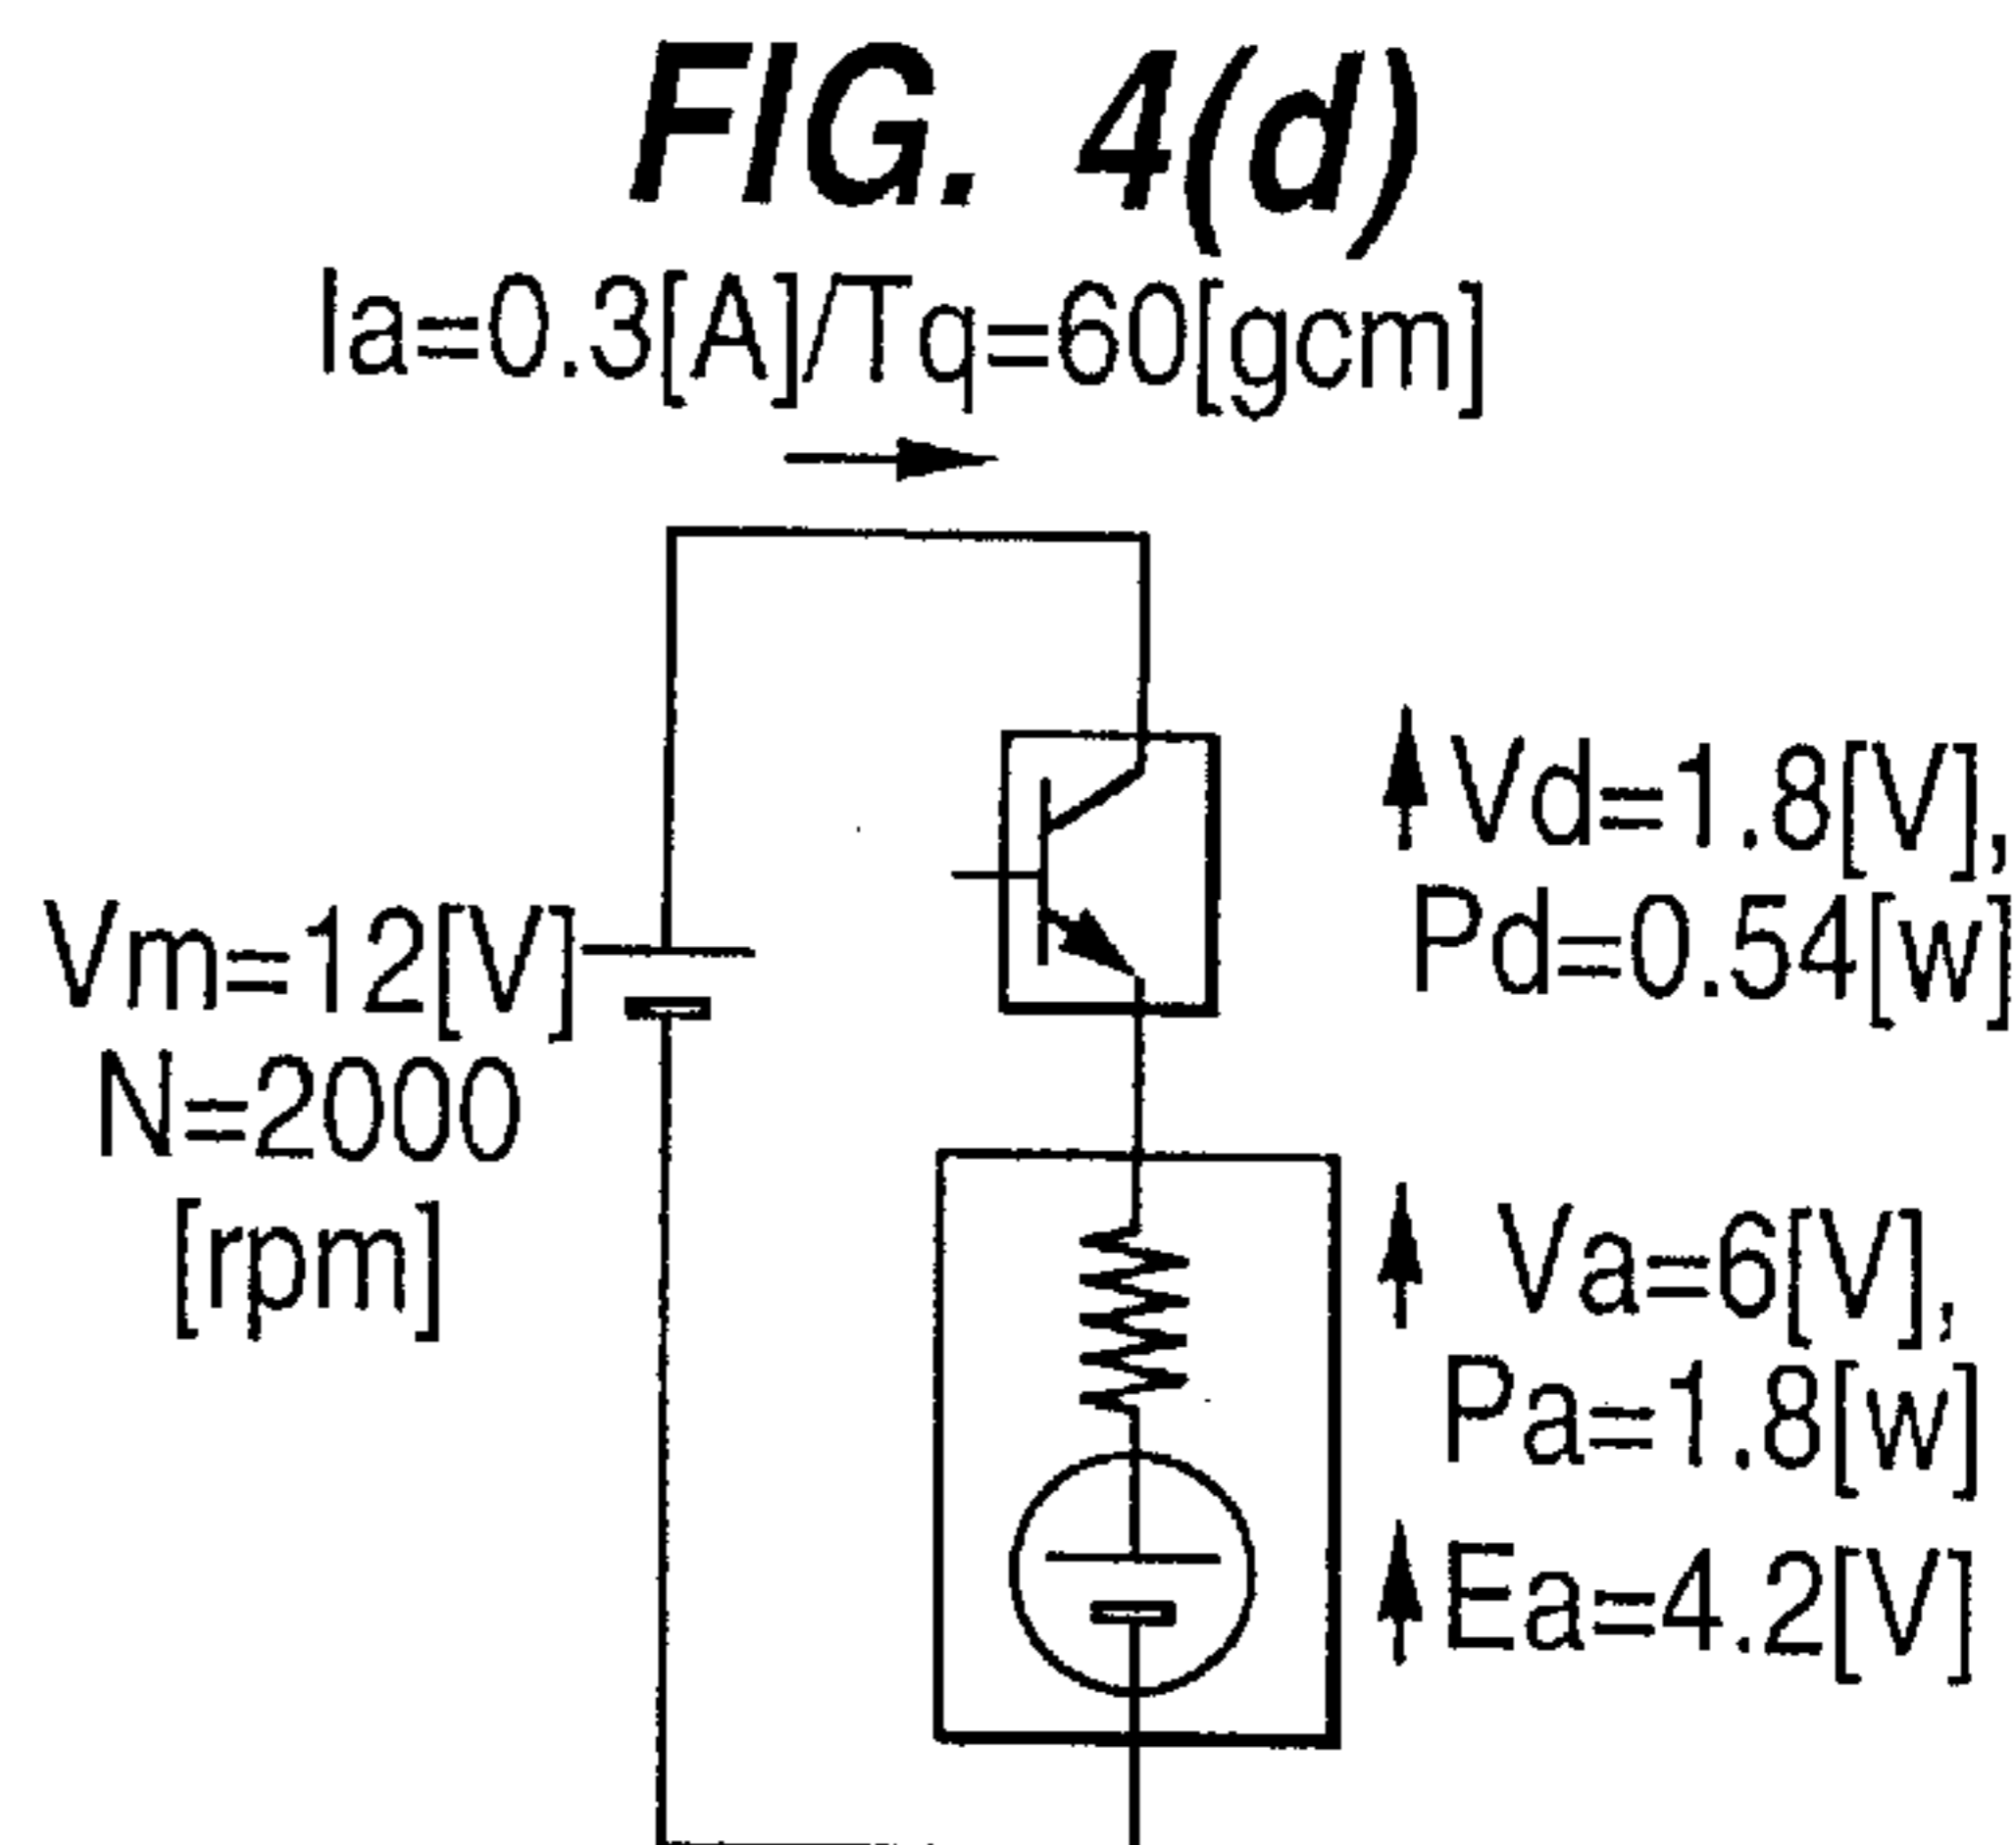 FIG. 4(d)
Ia=0.3[A]/Tq=60[gcm]
Vd=1.8[V],
Pd=0.54[w]
Vm=12[V]
N=2000
[rpm]
Va=6[V],
Pa=1.8[w]
Ea=4.2[V]